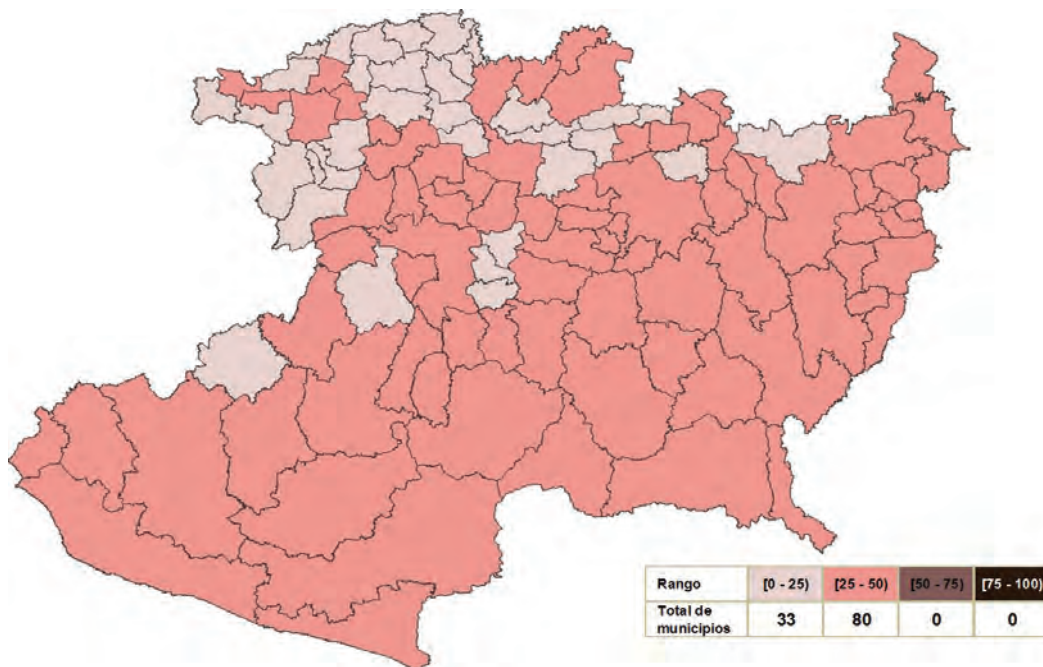 Rango [0 - 25) [25 - 50) [50 - 75) [75 - 100)
Total de
municipios 33 80 0 0